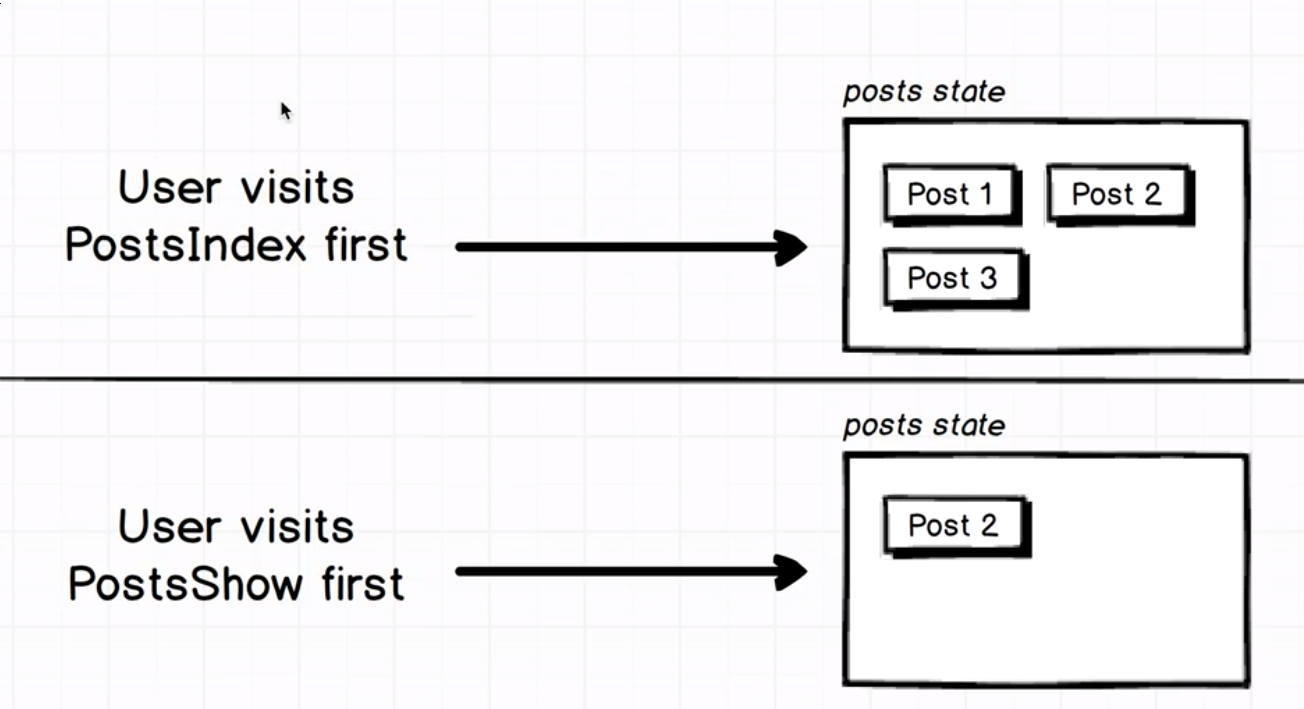 posts state
User visits
PostsIndex first
Post 1
Post 2
Post 3
posts state
User visits
PostsShow first
Post 2